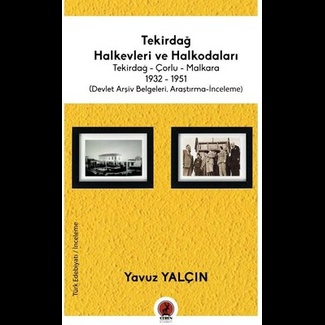 Tekirdağ
Halkevleri ve Halkodaları
Tekirdağ - Çorlu - Malkara
1932 - 1951
(Devlet Arşiv Belgeleri, Araştırma-İnceleme)
Türk Edebiyatı / İnceleme
Yavuz YALÇIN
CEREN